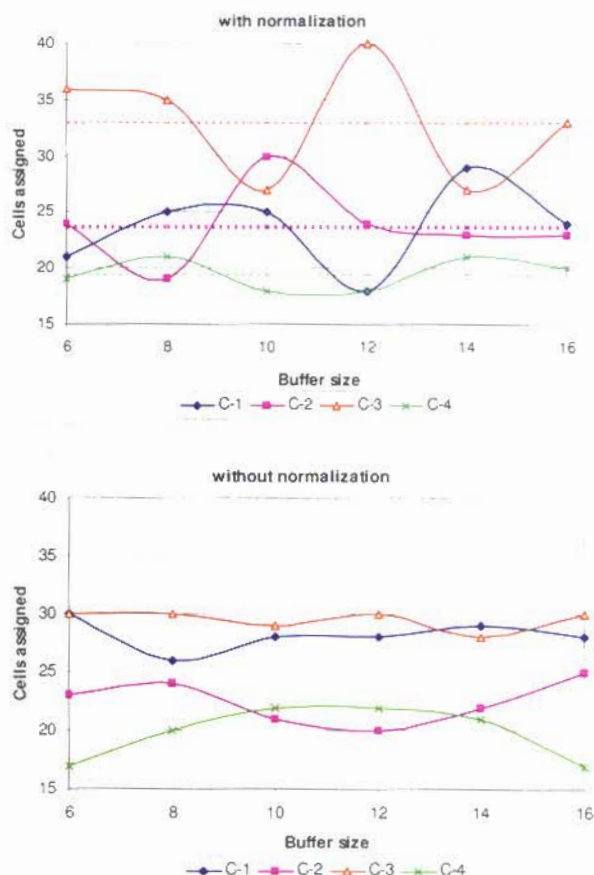 with normalization
40
35
30
25
20
15
Cells assigned
6 8 10 12 14 16
Buffer size
C-1 C-2 C-3 C-4
without normalization
40
35
30
25
20
15
Cells assigned
6 8 10 12 14 16
Buffer size
C-1 C-2 C-3 C-4